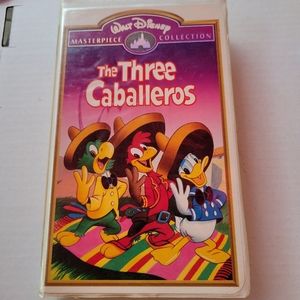 Walt Disney
MASTERPIECE COLLECTION
The Three
Caballeros